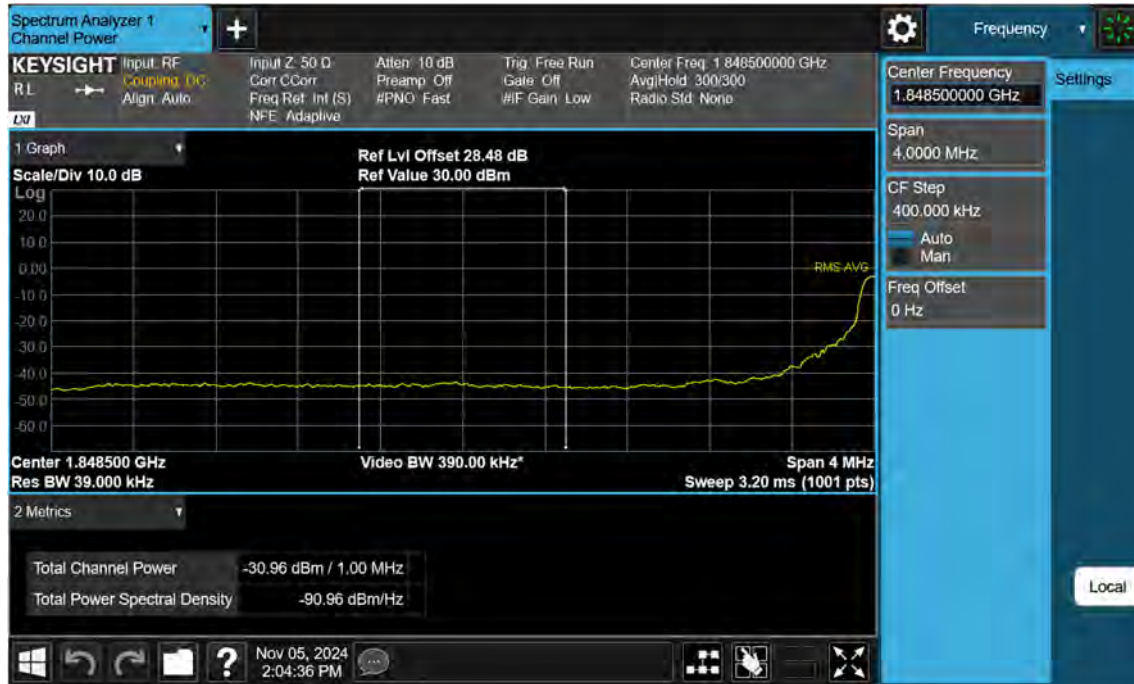 Spectrum Analyzer 1
Channel Power
Frequency
KEYSIGHT
RL
LXI
Input: RF
Coupling: DC
Align: Auto
Input Z: 50 Ω
Corr CCorr
Freq Ref: Int (S)
NFE: Adaptive
Atten: 10 dB
Preamp: Off
#PNO: Fast
Trig: Free Run
Gate: Off
#IF Gain: Low
Center Freq: 1.848500000 GHz
Avg|Hold: 300/300
Radio Std: None
1 Graph
Scale/Div 10.0 dB
Ref Lvl Offset 28.48 dB
Ref Value 30.00 dBm
Log
20.0
10.0
0.00
-10.0
-20.0
-30.0
-40.0
-50.0
-60.0
RMS AVG
Center 1.848500 GHz
Res BW 39.000 kHz
Video BW 390.00 kHz*
Span 4 MHz
Sweep 3.20 ms (1001 pts)
2 Metrics
Total Channel Power -30.96 dBm / 1.00 MHz
Total Power Spectral Density -90.96 dBm/Hz
Center Frequency
1.848500000 GHz
Settings
Span
4.0000 MHz
CF Step
400.000 kHz
Auto
Man
Freq Offset
0 Hz
Local
?
Nov 05, 2024
2:04:36 PM